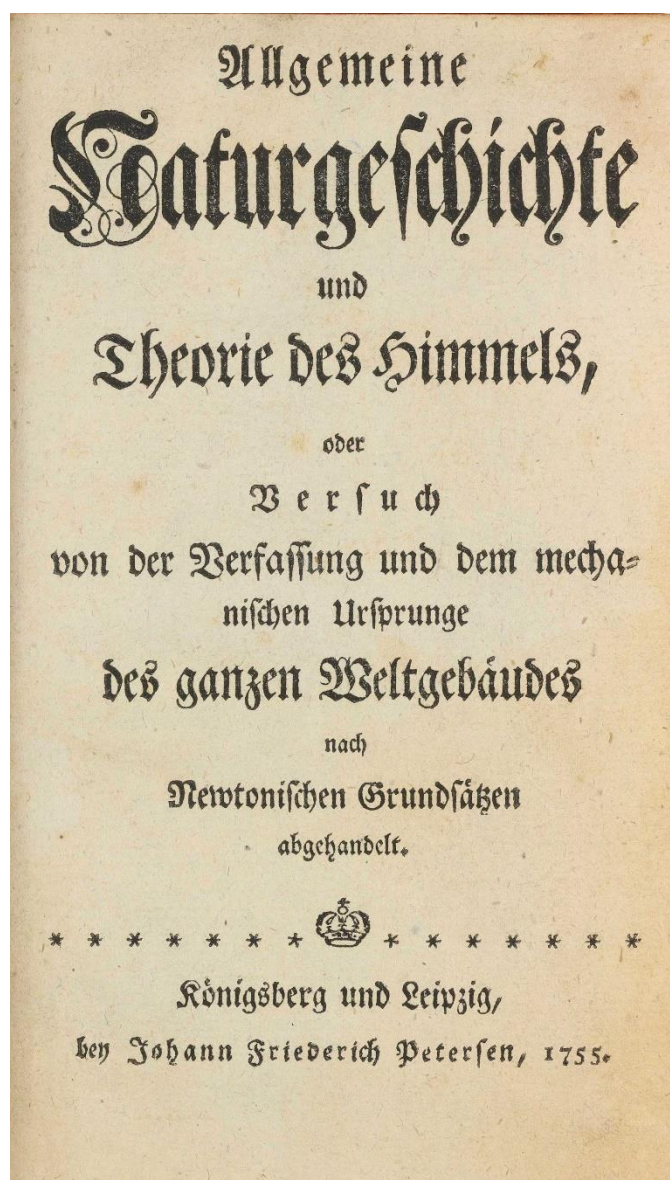 Allgemeine
Naturgeſchichte
und
Theorie des Himmels,
oder
Verſuch
von der Verfaſſung und dem mecha⸗
niſchen Urſprunge
des ganzen Weltgebäudes
nach
Newtoniſchen Grundſätzen
abgehandelt.
Königsberg und Leipzig,
bey Johann Friederich Peterſen, 1755.